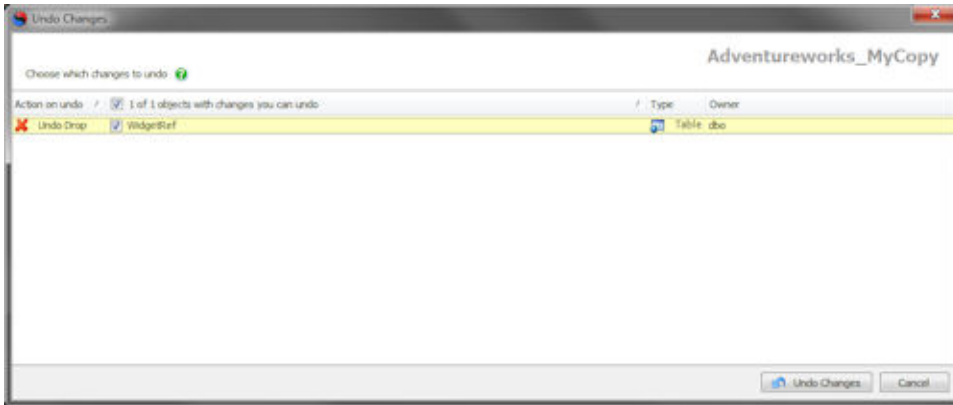 Undo Changes
Adventureworks_MyCopy
Choose which changes to undo
Action on undo 1 of 1 objects with changes you can undo Type Owner
Undo Drop WidgetRef Table dbo
Undo Changes Cancel